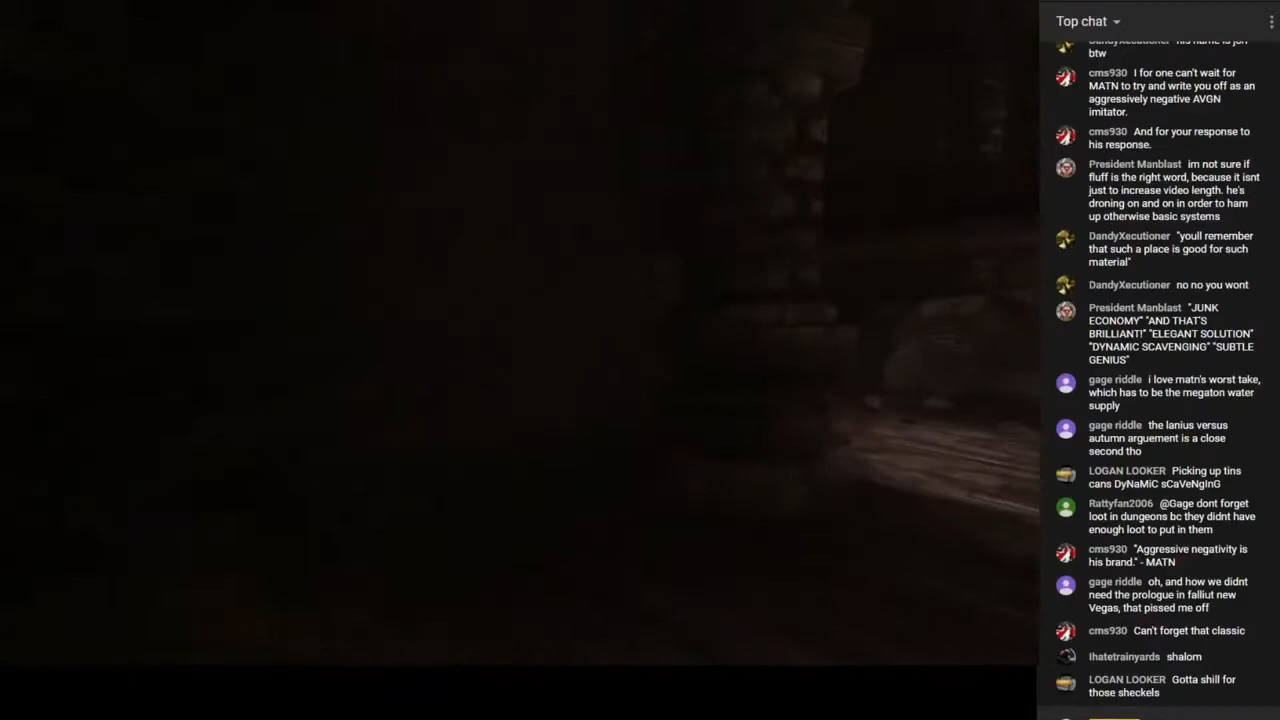 Top chat
DandyXecutioner his name is jon
btw
cms930 I for one can't wait for
MATN to try and write you off as an
aggressively negative AVGN
imitator.
cms930 And for your response to
his response.
President Manblast im not sure if
fluff is the right word, because it isnt
just to increase video length. he's
droning on and on in order to ham
up otherwise basic systems
DandyXecutioner "youll remember
that such a place is good for such
material"
DandyXecutioner no no you wont
President Manblast "JUNK
ECONOMY" "AND THAT'S
BRILLIANT!" "ELEGANT SOLUTION"
"DYNAMIC SCAVENGING" "SUBTLE
GENIUS"
gage riddle i love matn's worst take,
which has to be the megaton water
supply
gage riddle the lanius versus
autumn arguement is a close
second tho
LOGAN LOOKER Picking up tins
cans DyNaMiC sCaVeNgInG
Rattyfan2006 @Gage dont forget
loot in dungeons bc they didnt have
enough loot to put in them
cms930 "Aggressive negativity is
his brand." - MATN
gage riddle oh, and how we didnt
need the prologue in falliut new
Vegas, that pissed me off
cms930 Can't forget that classic
Ihatetrainyards shalom
LOGAN LOOKER Gotta shill for
those sheckels